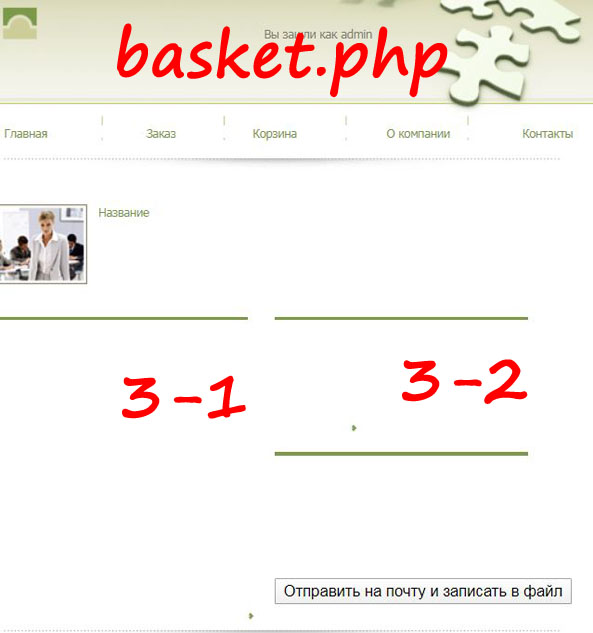 Вы зашли как admin
basket.php
Главная Заказ Корзина О компании Контакты
Название
3-1
3-2
Отправить на почту и записать в файл